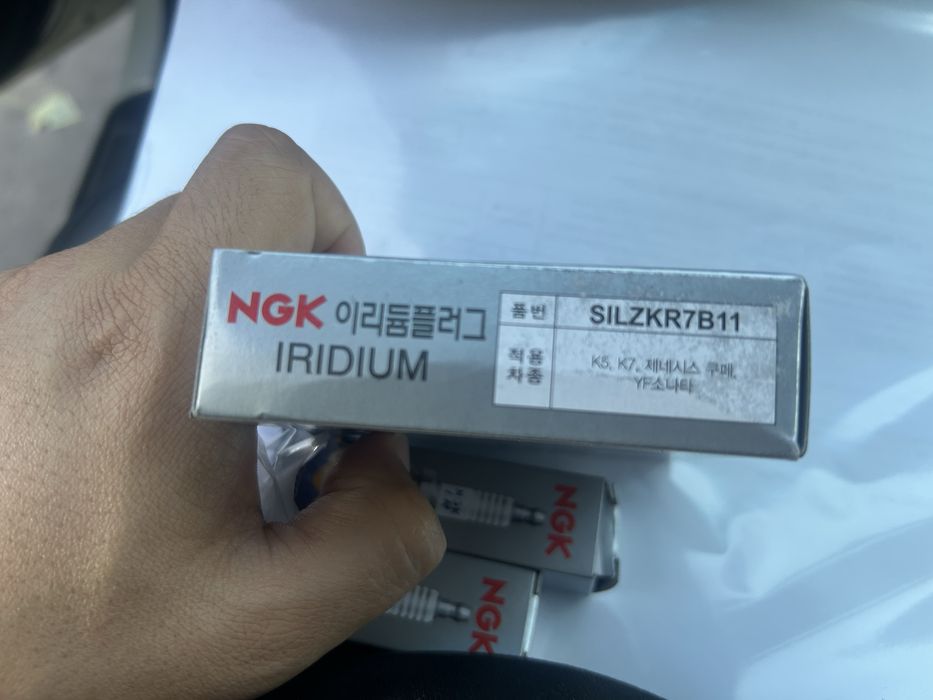 NGK 이리듐플러그
IRIDIUM
품번 SILZKR7B11
적용
차종
K5, K7, 제네시스 쿠페,
YF소나타
NGK
NGK